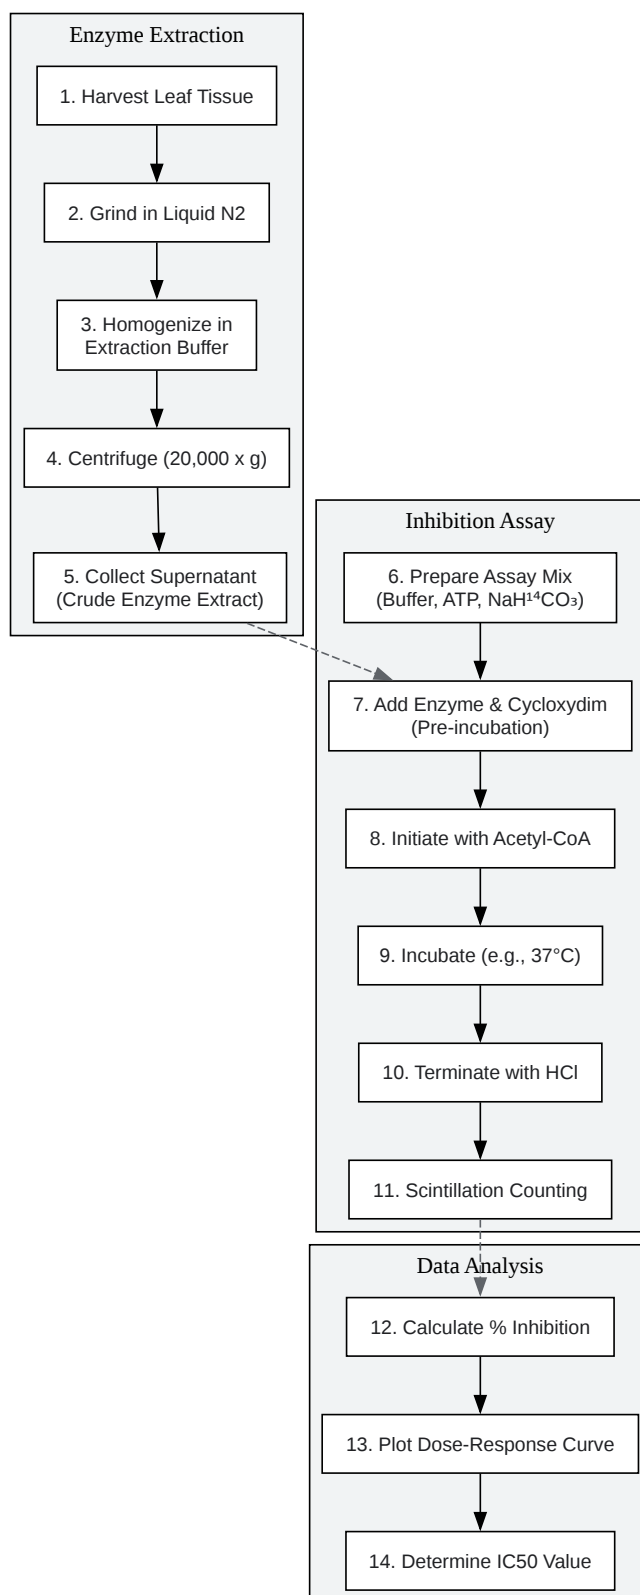 Enzyme Extraction
1. Harvest Leaf Tissue
2. Grind in Liquid N2
3. Homogenize in
Extraction Buffer
4. Centrifuge (20,000 x g)
5. Collect Supernatant
(Crude Enzyme Extract)
Inhibition Assay
6. Prepare Assay Mix
(Buffer, ATP, NaH¹⁴CO₃)
7. Add Enzyme & Cycloxydim
(Pre-incubation)
8. Initiate with Acetyl-CoA
9. Incubate (e.g., 37°C)
10. Terminate with HCl
11. Scintillation Counting
Data Analysis
12. Calculate % Inhibition
13. Plot Dose-Response Curve
14. Determine IC50 Value